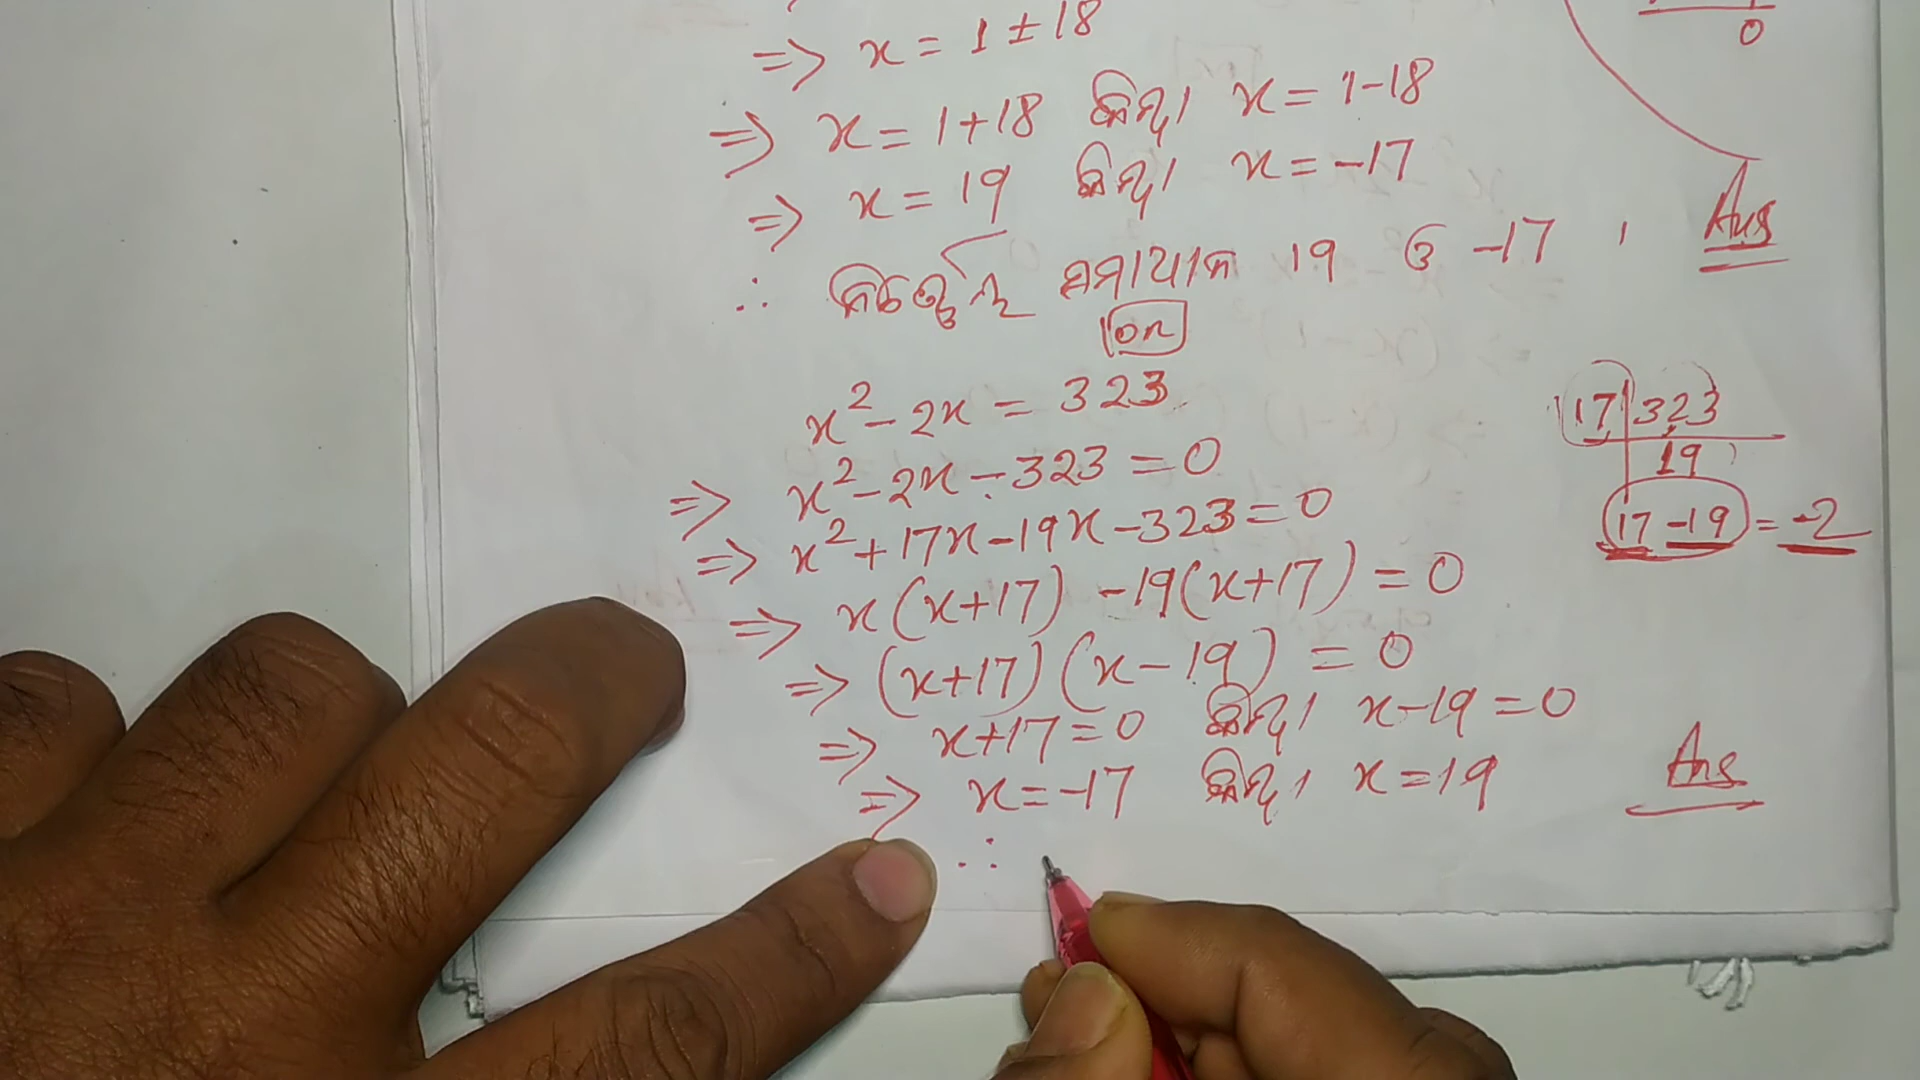 ⇒ x = 1 ± 18
⇒ x = 1+18 କିମ୍ବା x = 1-18
⇒ x = 19 କିମ୍ବା x = -17
∴ ନିର୍ଣ୍ଣେୟ ସମାଧାନ 19 ଓ -17 । Ans
or
x² - 2x = 323
⇒ x² - 2x - 323 = 0
⇒ x² + 17x - 19x - 323 = 0
⇒ x(x+17) - 19(x+17) = 0
⇒ (x+17)(x-19) = 0
⇒ x+17 = 0 କିମ୍ବା x-19 = 0
⇒ x = -17 କିମ୍ବା x = 19 Ans
∴
0
17 | 323
19
17 - 19 = -2